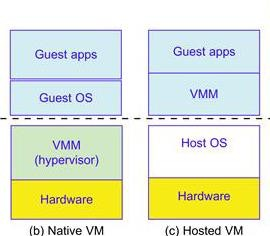 Guest apps
Guest OS
VMM
(hypervisor)
Hardware
(b) Native VM
Guest apps
VMM
Host OS
Hardware
(c) Hosted VM